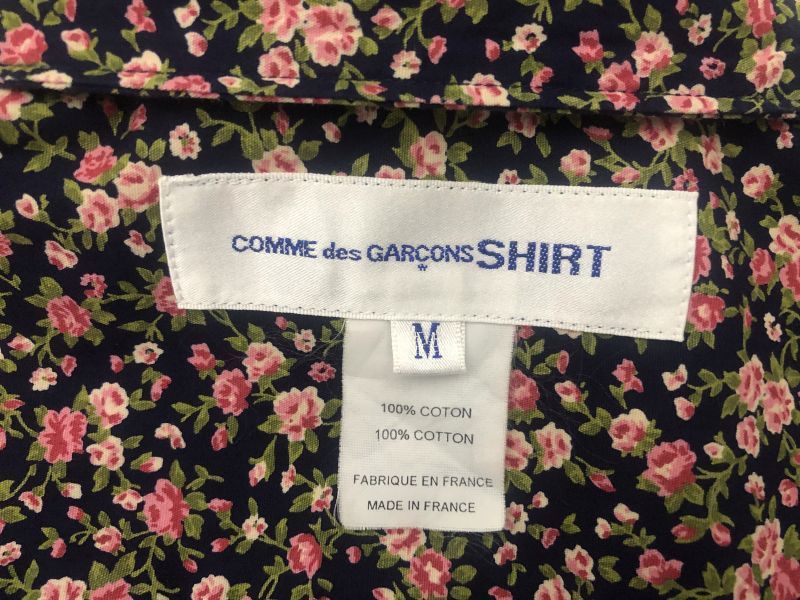 COMME des GARÇONS SHIRT
M
100% COTON
100% COTTON
FABRIQUE EN FRANCE
MADE IN FRANCE